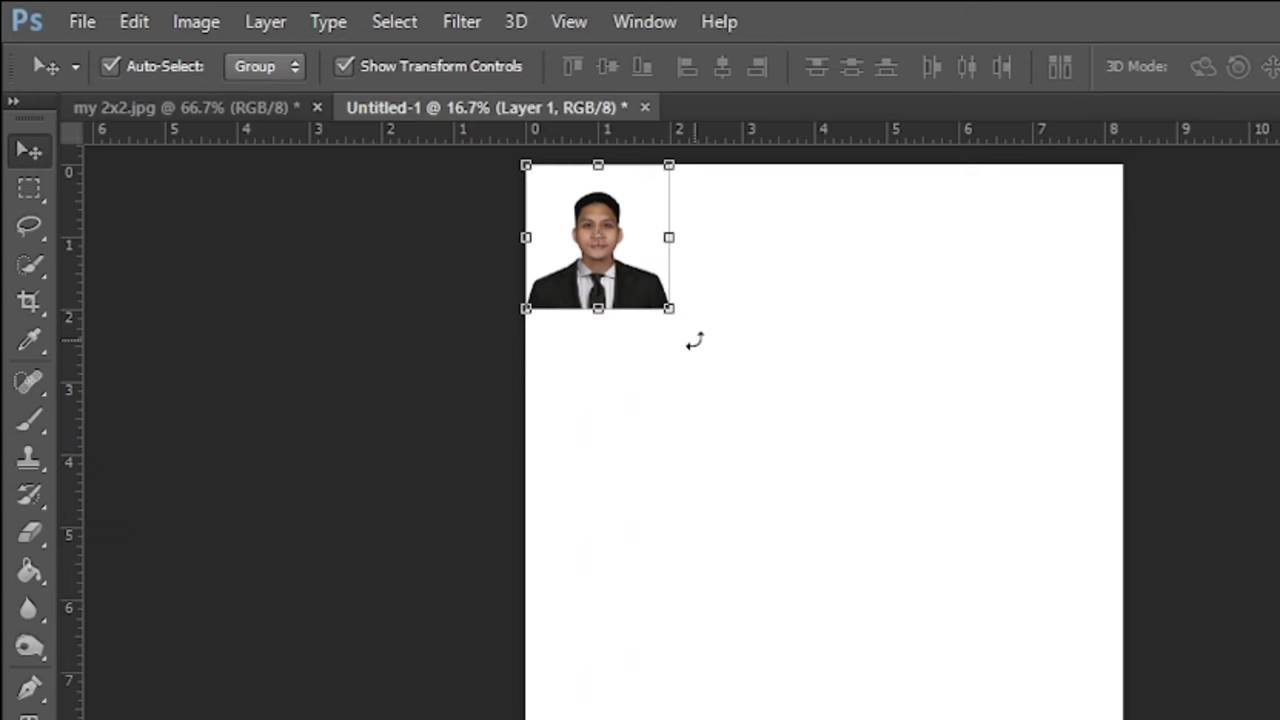 Ps File Edit Image Layer Type Select Filter 3D View Window Help
Auto-Select: Group Show Transform Controls 3D Mode:
my 2x2.jpg @ 66.7% (RGB/8) * × Untitled-1 @ 16.7% (Layer 1, RGB/8) * ×
6 5 4 3 2 1 0 1 2 3 4 5 6 7 8 9 10
0
1
2
3
4
5
6
7